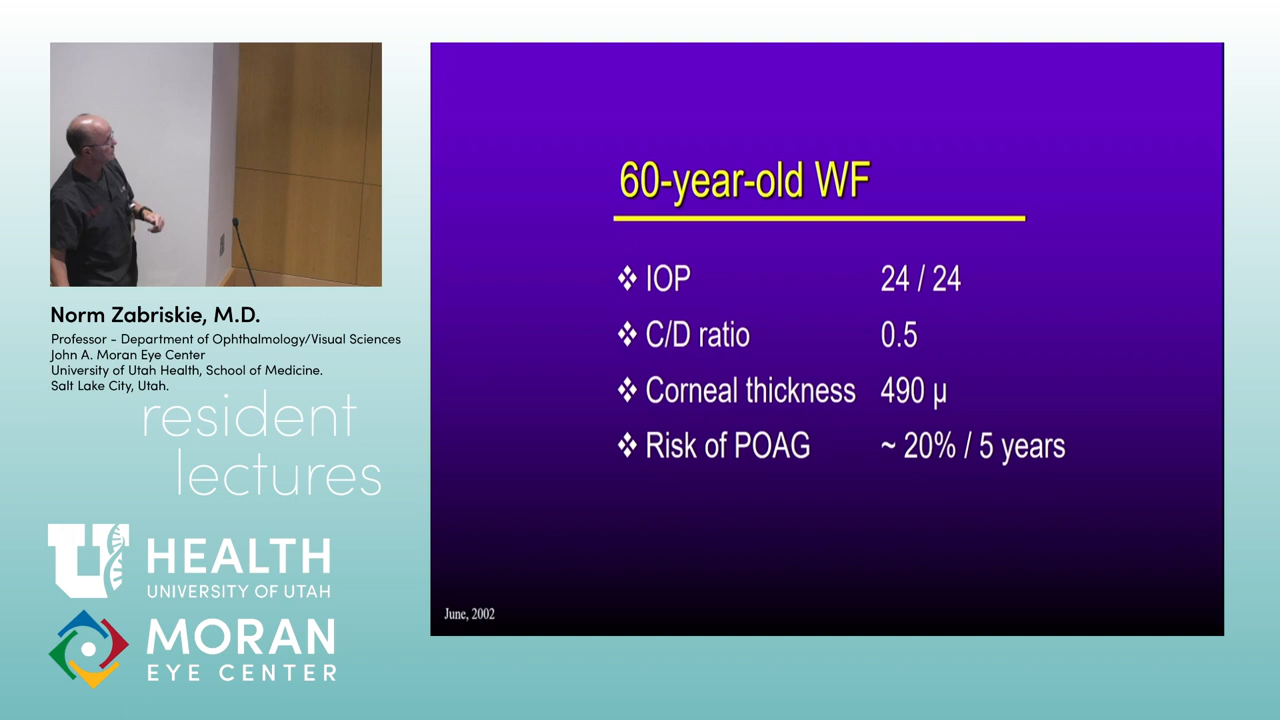 60-year-old WF
❖ IOP 24 / 24
❖ C/D ratio 0.5
❖ Corneal thickness 490 µ
❖ Risk of POAG ~ 20% / 5 years
June, 2002
Norm Zabriskie, M.D.
Professor - Department of Ophthalmology/Visual Sciences
John A. Moran Eye Center
University of Utah Health, School of Medicine.
Salt Lake City, Utah.
resident
lectures
U HEALTH
UNIVERSITY OF UTAH
MORAN
EYE CENTER